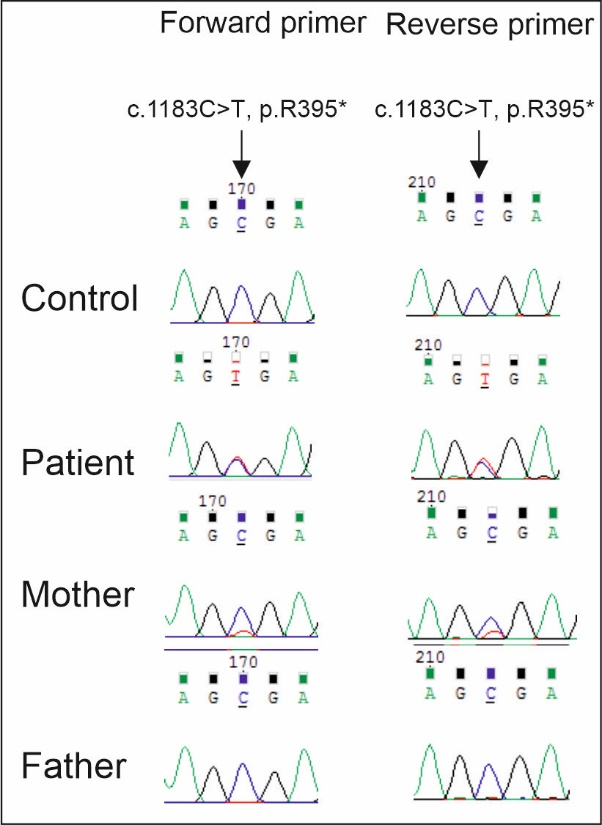 Forward primer Reverse primer
c.1183C>T, p.R395* c.1183C>T, p.R395*
170 210
A G C G A A G C G A
Control
170 210
A G T G A A G T G A
Patient
170 210
A G C G A A G C G A
Mother
170 210
A G C G A A G C G A
Father